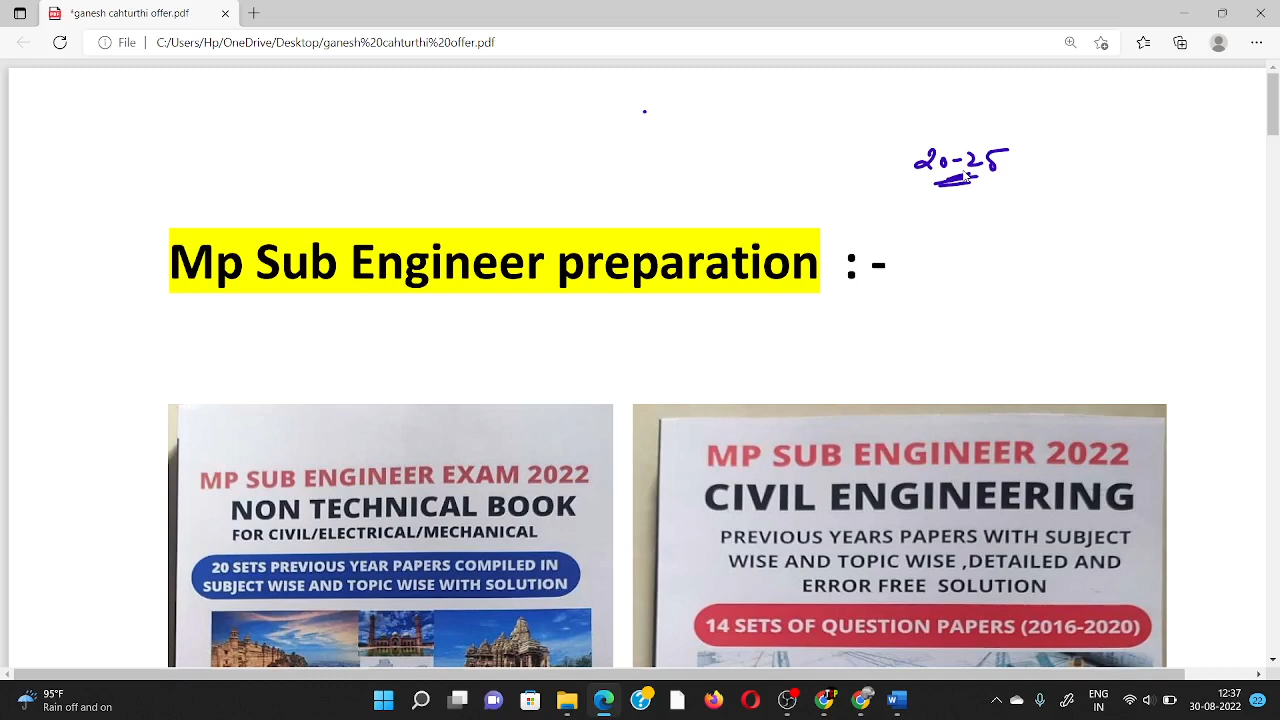 *ganesh cahturthi offer.pdf
File
C:/Users/Hp/OneDrive/Desktop/ganesh%20cahturthi%20offer.pdf
20-25
Mp Sub Engineer preparation : -
MP SUB ENGINEER EXAM 2022
NON TECHNICAL BOOK
FOR CIVIL/ELECTRICAL/MECHANICAL
20 SETS PREVIOUS YEAR PAPERS COMPILED IN
SUBJECT WISE AND TOPIC WISE WITH SOLUTION
MP SUB ENGINEER 2022
CIVIL ENGINEERING
PREVIOUS YEARS PAPERS WITH SUBJECT
WISE AND TOPIC WISE ,DETAILED AND
ERROR FREE SOLUTION
14 SETS OF QUESTION PAPERS (2016-2020)
95°F
Rain off and on
ENG
IN
12:37
30-08-2022
22